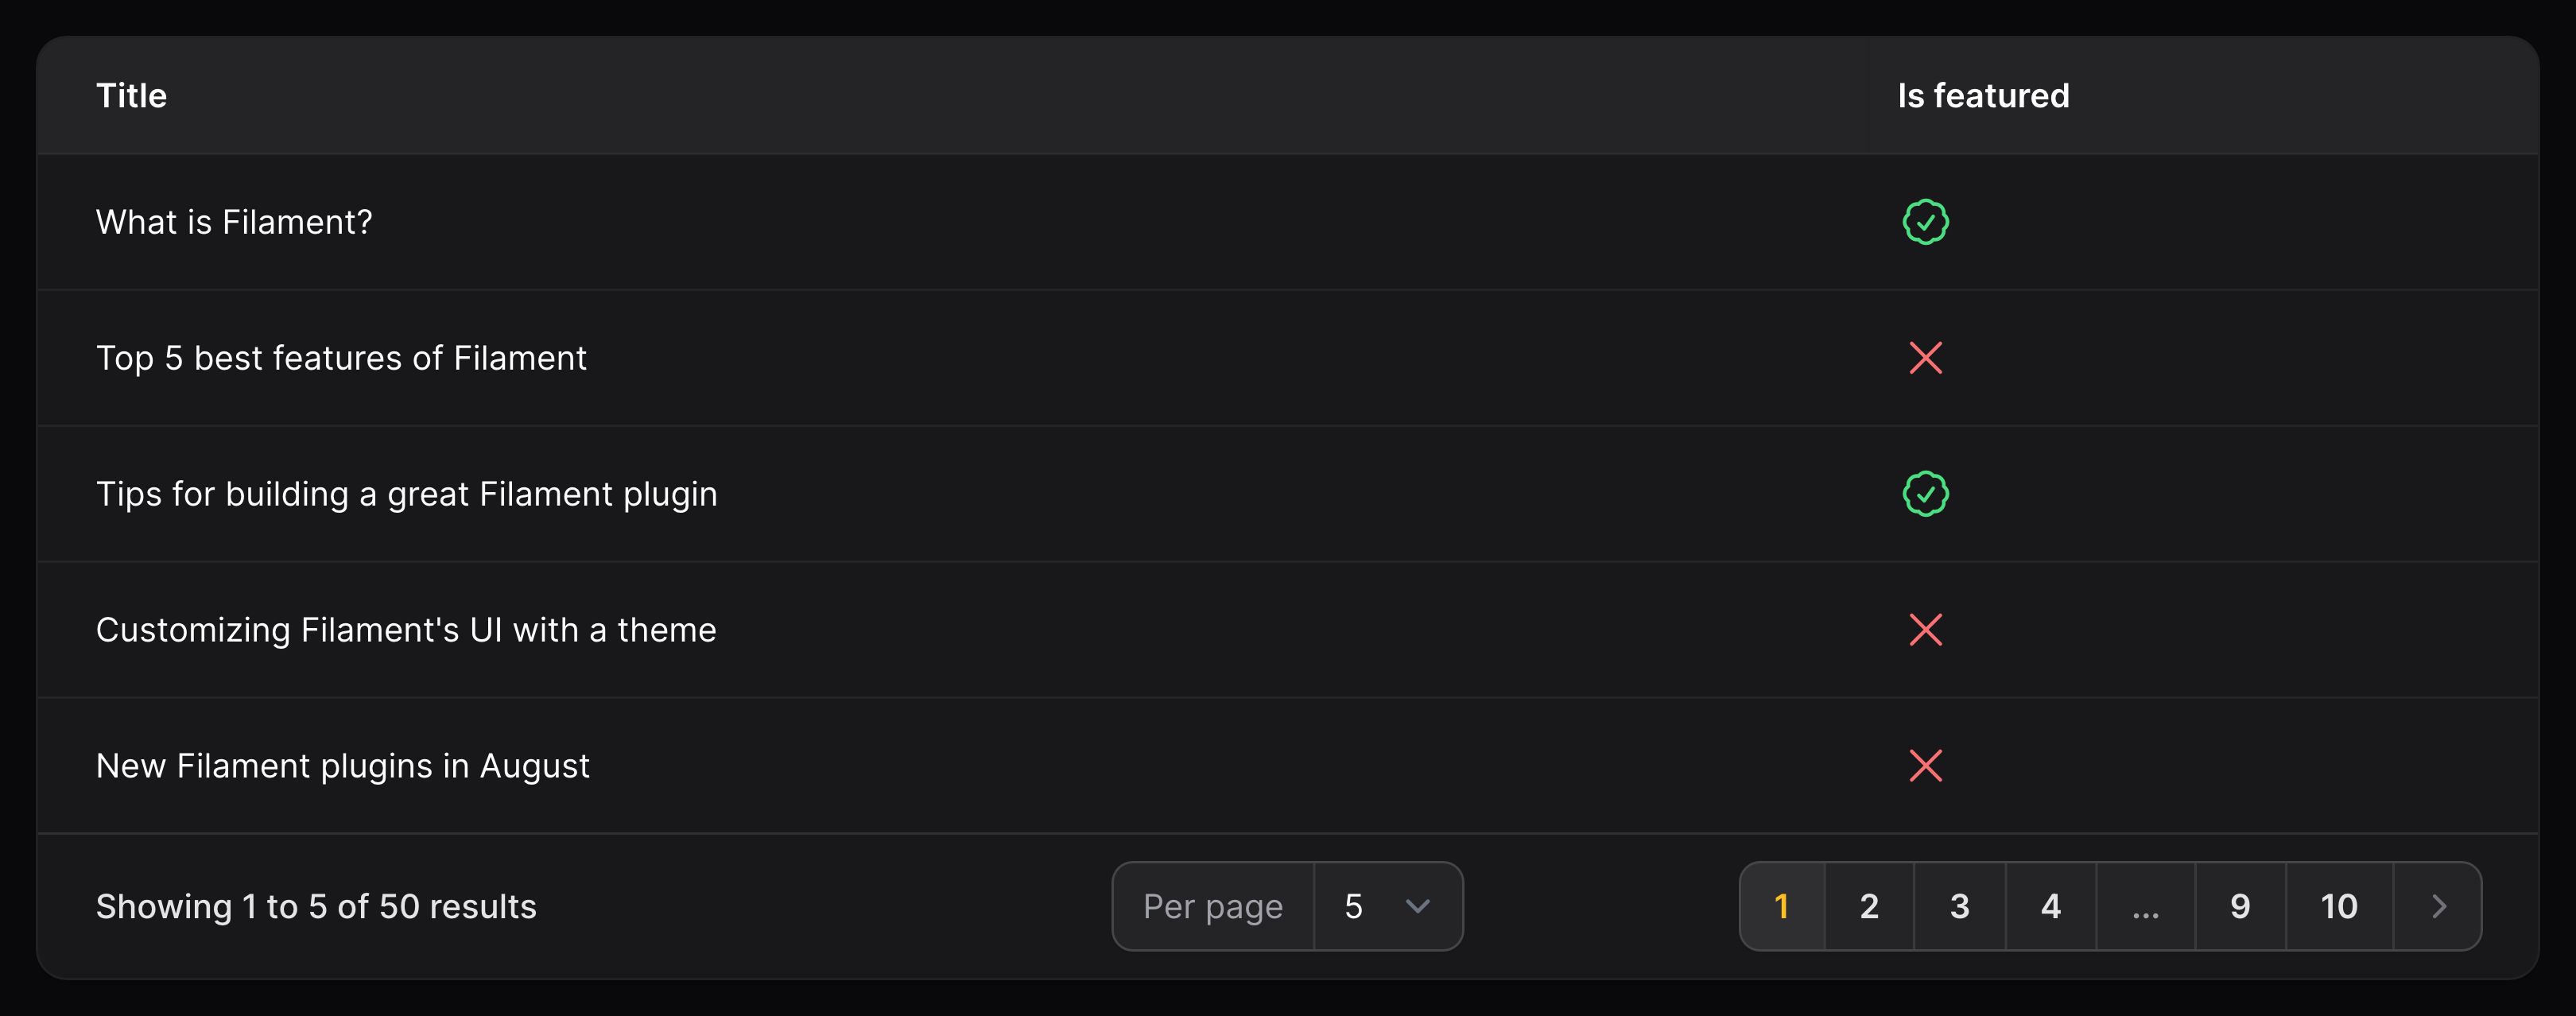 Title Is featured
What is Filament?
Top 5 best features of Filament
Tips for building a great Filament plugin
Customizing Filament's UI with a theme
New Filament plugins in August
Showing 1 to 5 of 50 results Per page 5 1 2 3 4 ... 9 10